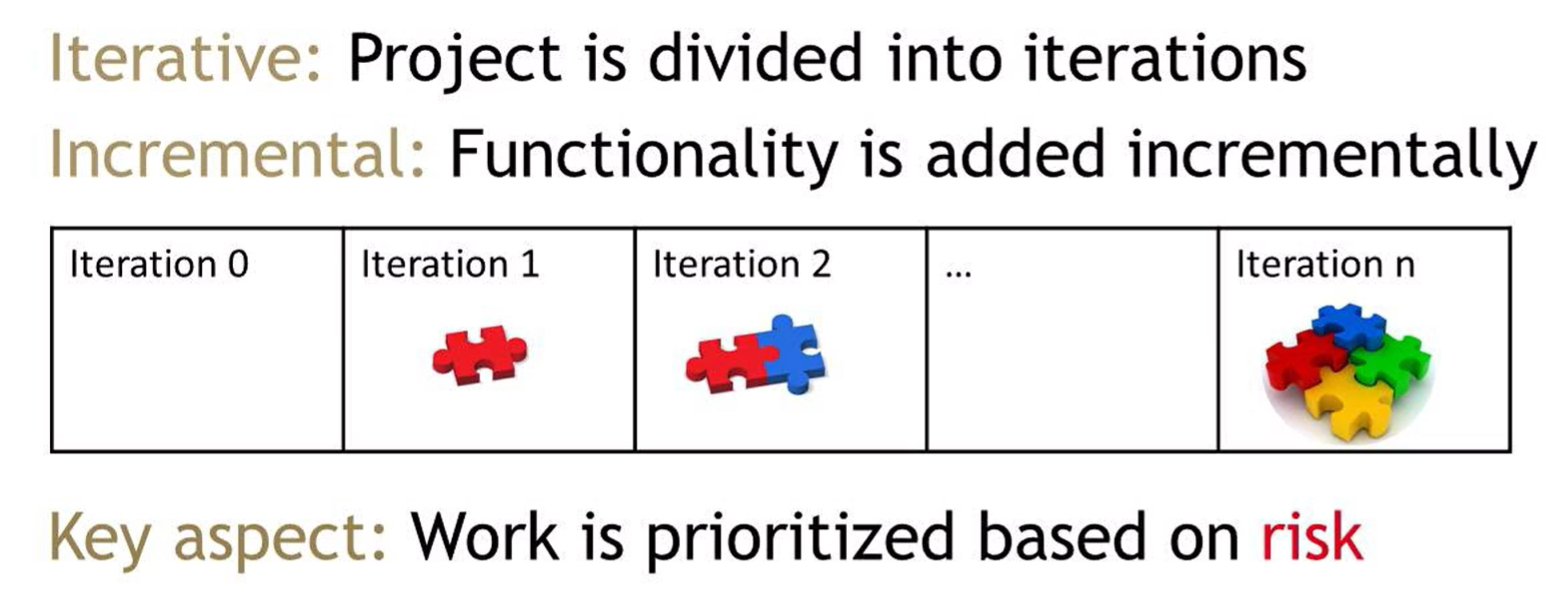 Iterative: Project is divided into iterations
Incremental: Functionality is added incrementally
Iteration 0
Iteration 1
Iteration 2
...
Iteration n
Key aspect: Work is prioritized based on risk